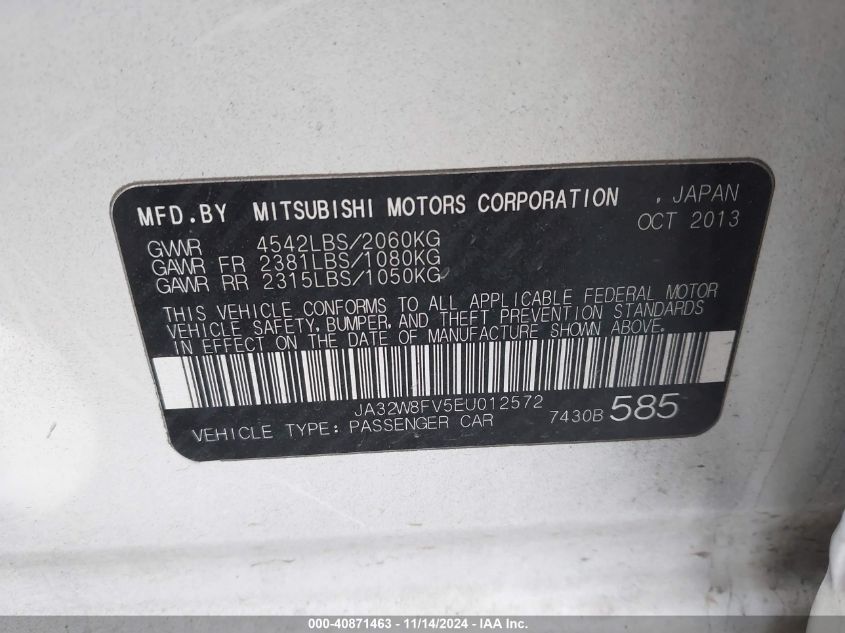 MFD.BY MITSUBISHI MOTORS CORPORATION , JAPAN
OCT 2013
GVWR 4542LBS/2060KG
GAWR FR 2381LBS/1080KG
GAWR RR 2315LBS/1050KG
THIS VEHICLE CONFORMS TO ALL APPLICABLE FEDERAL MOTOR
VEHICLE SAFETY, BUMPER, AND THEFT PREVENTION STANDARDS
IN EFFECT ON THE DATE OF MANUFACTURE SHOWN ABOVE.
JA32W8FV5EU012572
VEHICLE TYPE: PASSENGER CAR 7430B 585
000-40871463 - 11/14/2024 - IAA Inc.